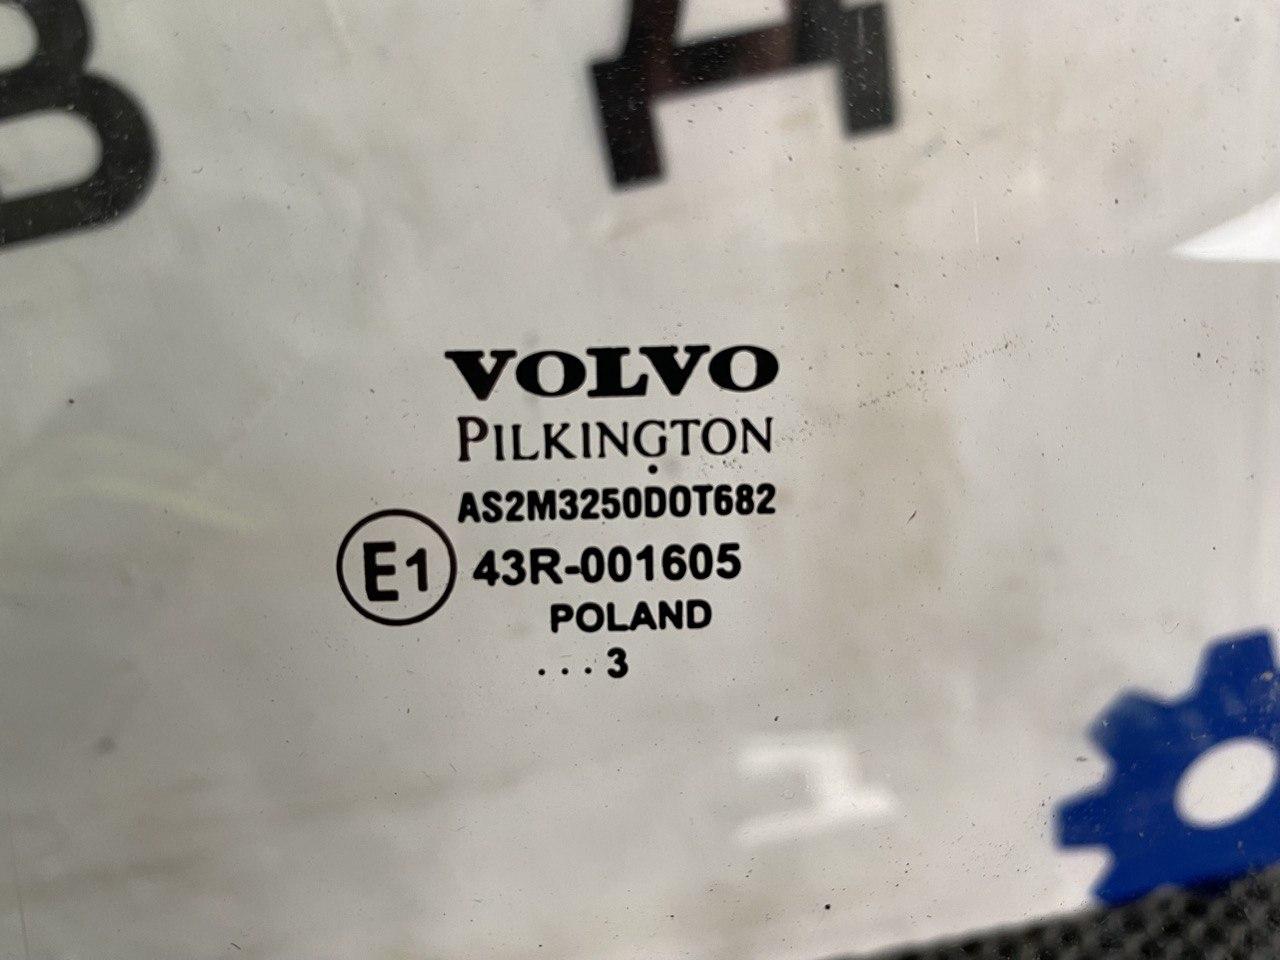 В Д
VOLVO
PILKINGTON
AS2M3250DOT682
E1 43R-001605
POLAND
...3